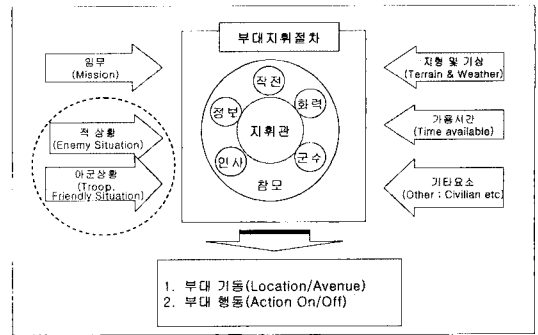 부대지휘절차
임무
(Mission)
적 상황
(Enemy Situation)
아군상황
(Troop,
Friendly Situation)
작전
정보
화력
지휘관
인사
군수
참모
지형 및 기상
(Terrain & Weather)
가용시간
(Time available)
기타요소
(Other : Civilian etc)
1. 부대 기동(Location/Avenue)
2. 부대 행동(Action On/Off)